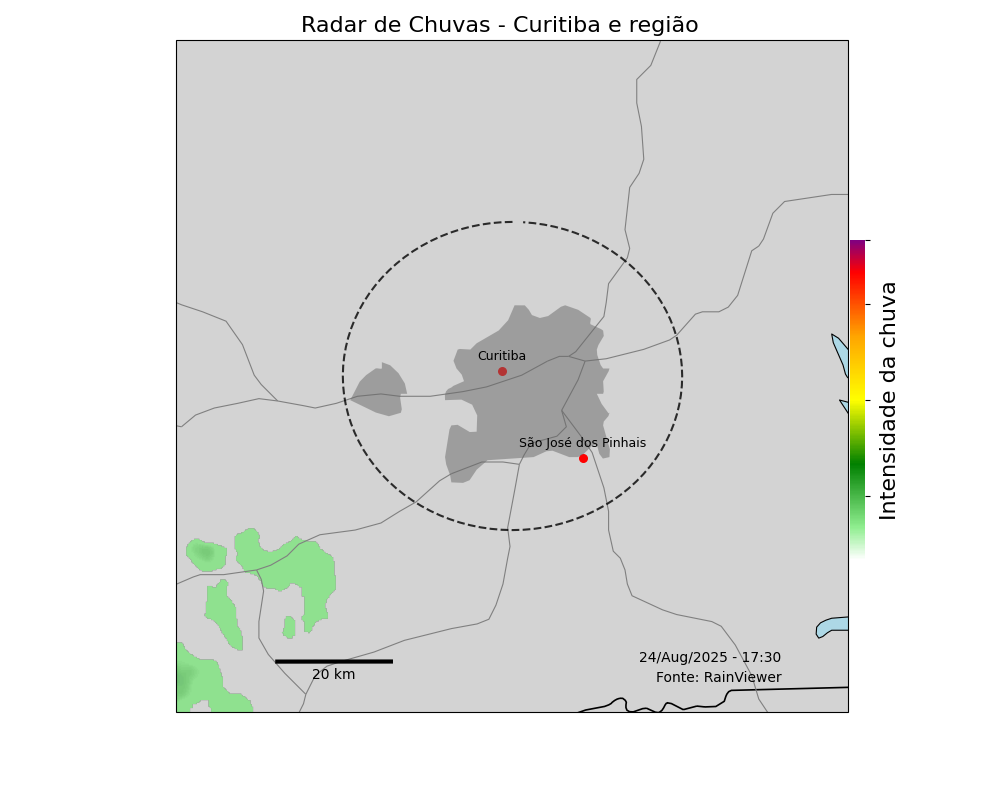 Radar de Chuvas - Curitiba e região
Curitiba
São José dos Pinhais
Intensidade da chuva
24/Aug/2025 - 17:30
Fonte: RainViewer
20 km